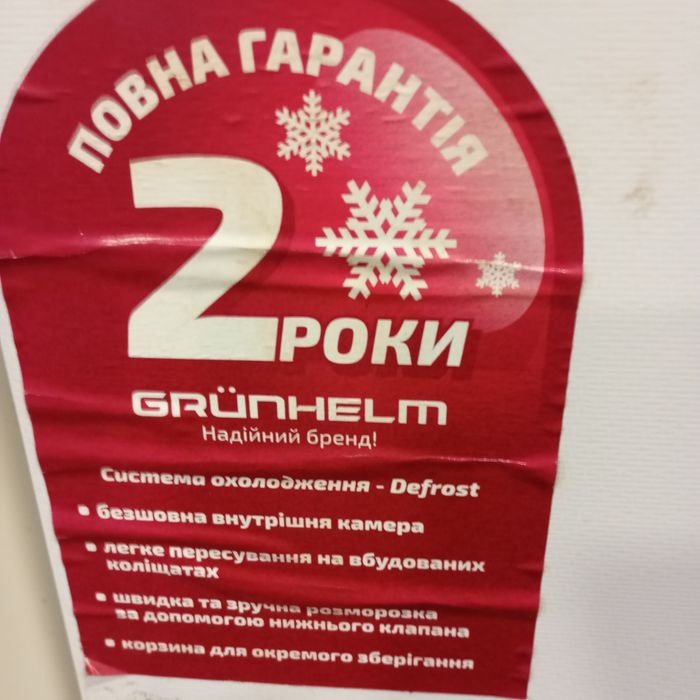 ПОВНА ГАРАНТІЯ
2 РОКИ
GRÜNHELM
Надійний бренд!
Система охолодження - Defrost
• безшовна внутрішня камера
• легке пересування на вбудованих
коліщатах
• швидка та зручна розморозка
за допомогою нижнього клапана
• корзина для окремого зберігання